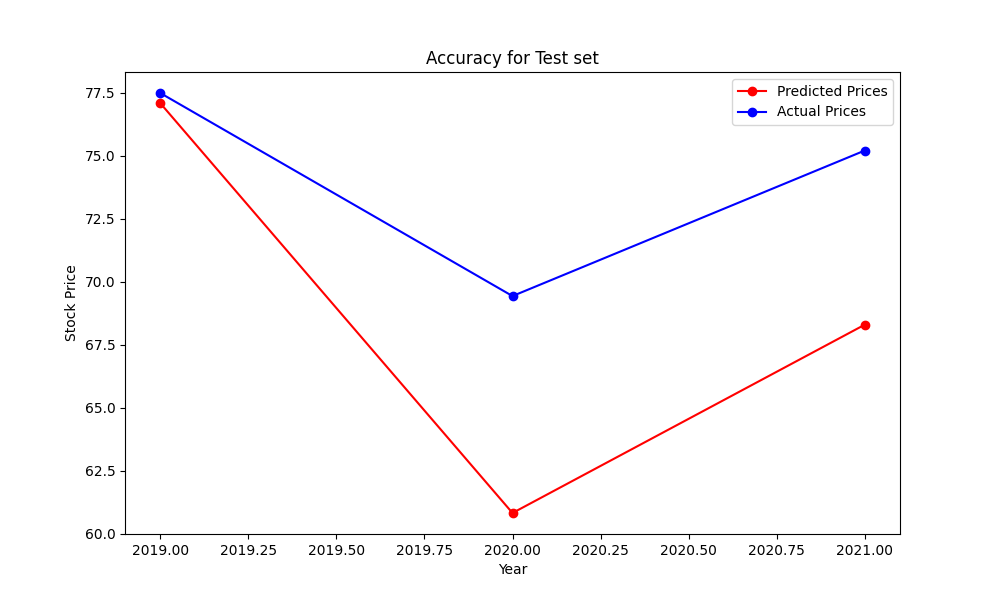 Accuracy for Test set
Predicted Prices
Actual Prices
77.5
75.0
72.5
70.0
67.5
65.0
62.5
60.0
Stock Price
2019.00 2019.25 2019.50 2019.75 2020.00 2020.25 2020.50 2020.75 2021.00
Year